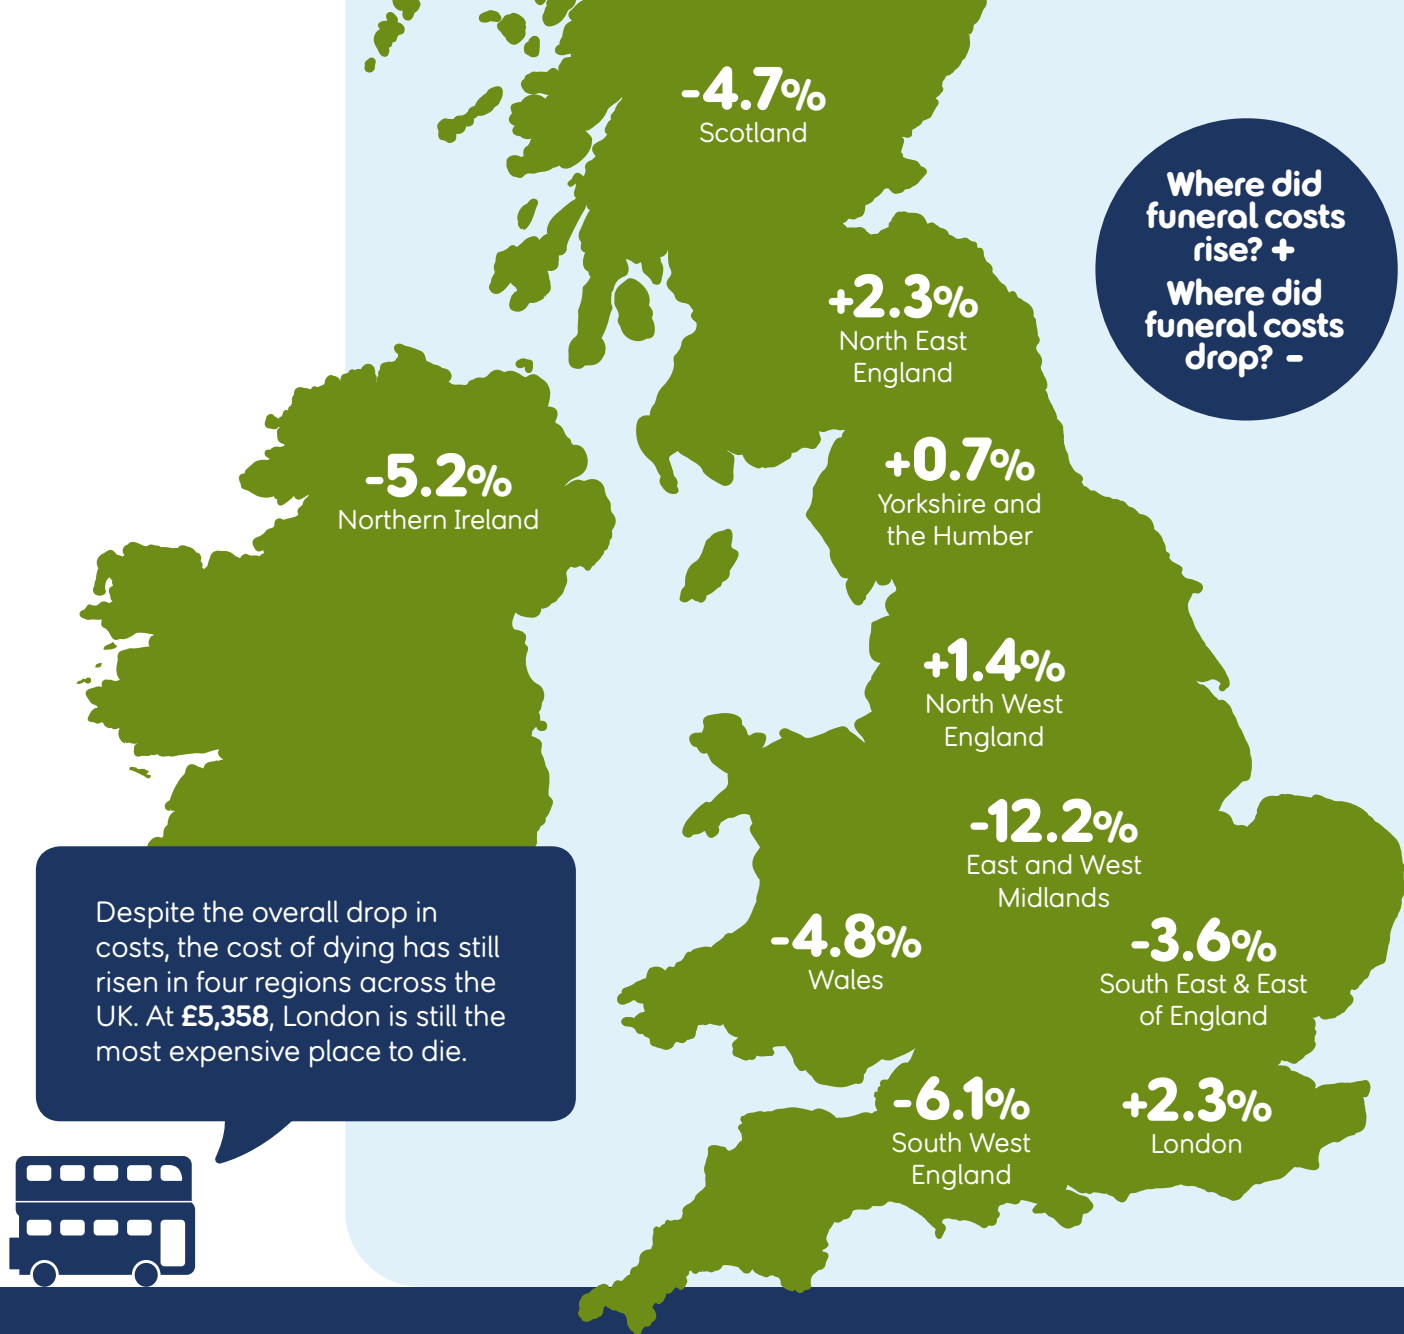 -4.7%
Scotland
Where did
funeral costs
rise? +
Where did
funeral costs
drop? -
+2.3%
North East
England
+0.7%
Yorkshire and
the Humber
-5.2%
Northern Ireland
+1.4%
North West
England
-12.2%
East and West
Midlands
-4.8%
Wales
-3.6%
South East & East
of England
Despite the overall drop in
costs, the cost of dying has still
risen in four regions across the
UK. At £5,358, London is still the
most expensive place to die.
-6.1%
South West
England
+2.3%
London